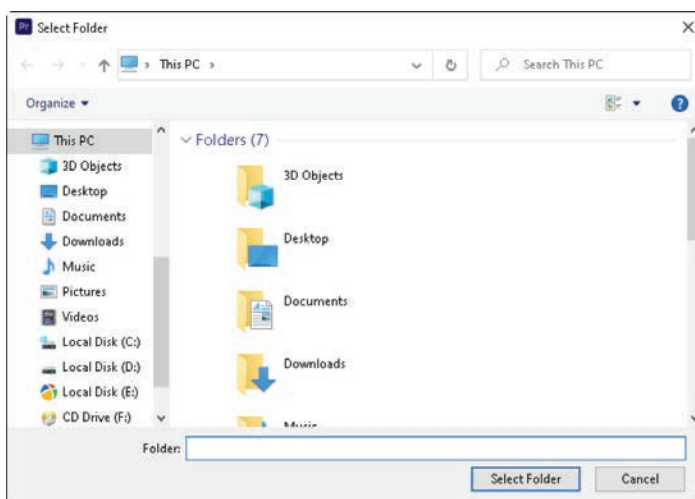 Pr Select Folder
This PC
Search This PC
Organize
This PC
3D Objects
Desktop
Documents
Downloads
Music
Pictures
Videos
Local Disk (C:)
Local Disk (D:)
Local Disk (E:)
CD Drive (F:)
Folders (7)
3D Objects
Desktop
Documents
Downloads
Music
Folder:
Select Folder
Cancel